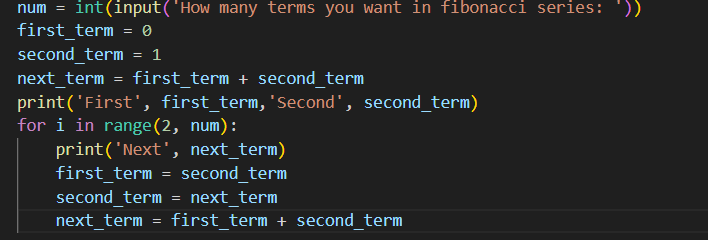 num = int(input('How many terms you want in fibonacci series: '))
first_term = 0
second_term = 1
next_term = first_term + second_term
print('First', first_term,'Second', second_term)
for i in range(2, num):
    print('Next', next_term)
    first_term = second_term
    second_term = next_term
    next_term = first_term + second_term